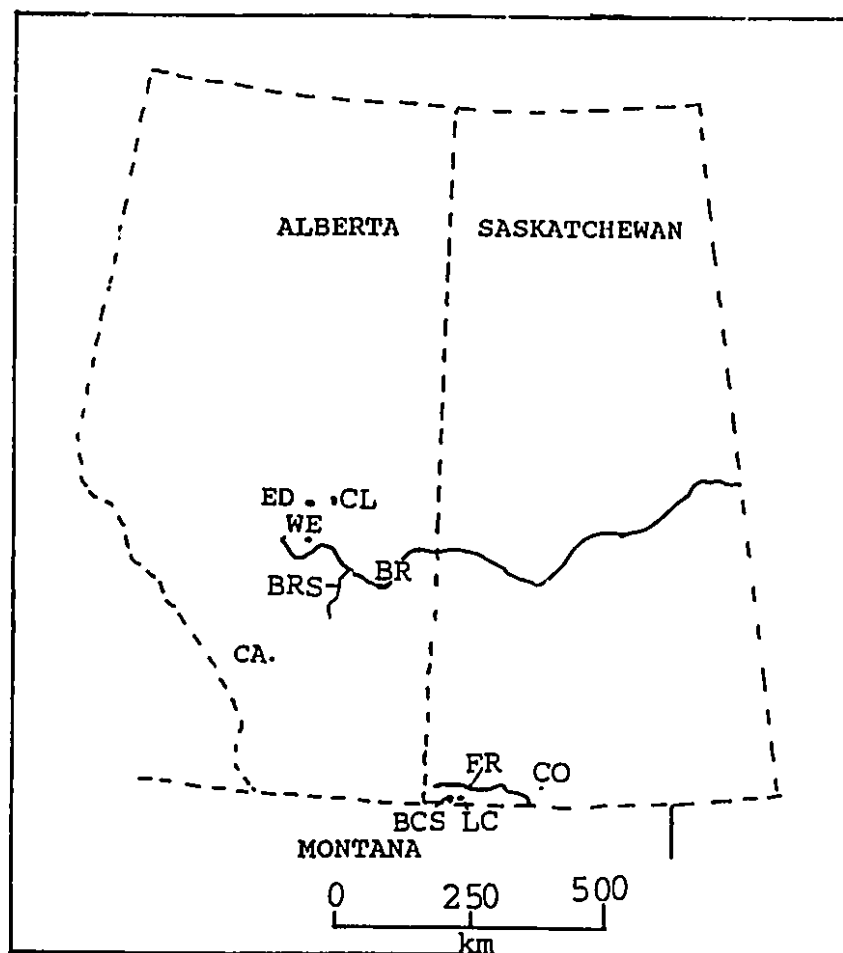 ALBERTA SASKATCHEWAN
ED CL
WE
BR
BRS
CA.
FR
CO
BCS LC
MONTANA
0 250 500
km